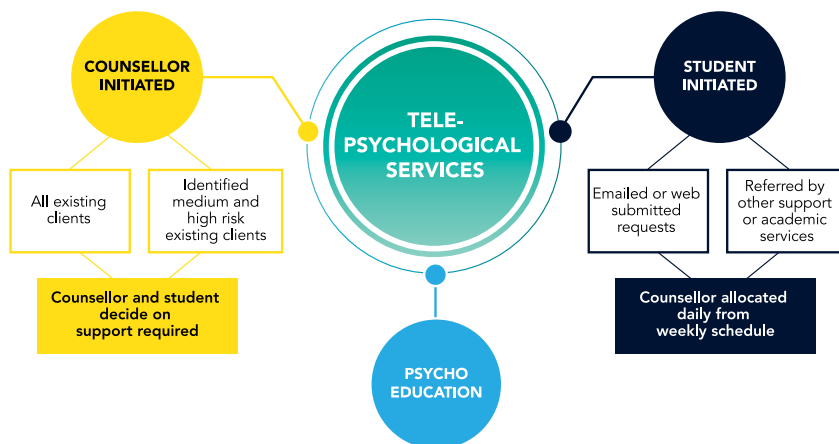 COUNSELLOR
INITIATED
All existing
clients
Identified
medium and
high risk
existing clients
Counsellor and student
decide on
support required
TELE-
PSYCHOLOGICAL
SERVICES
PSYCHO
EDUCATION
STUDENT
INITIATED
Emailed or web
submitted
requests
Referred by
other support
or academic
services
Counsellor allocated
daily from
weekly schedule